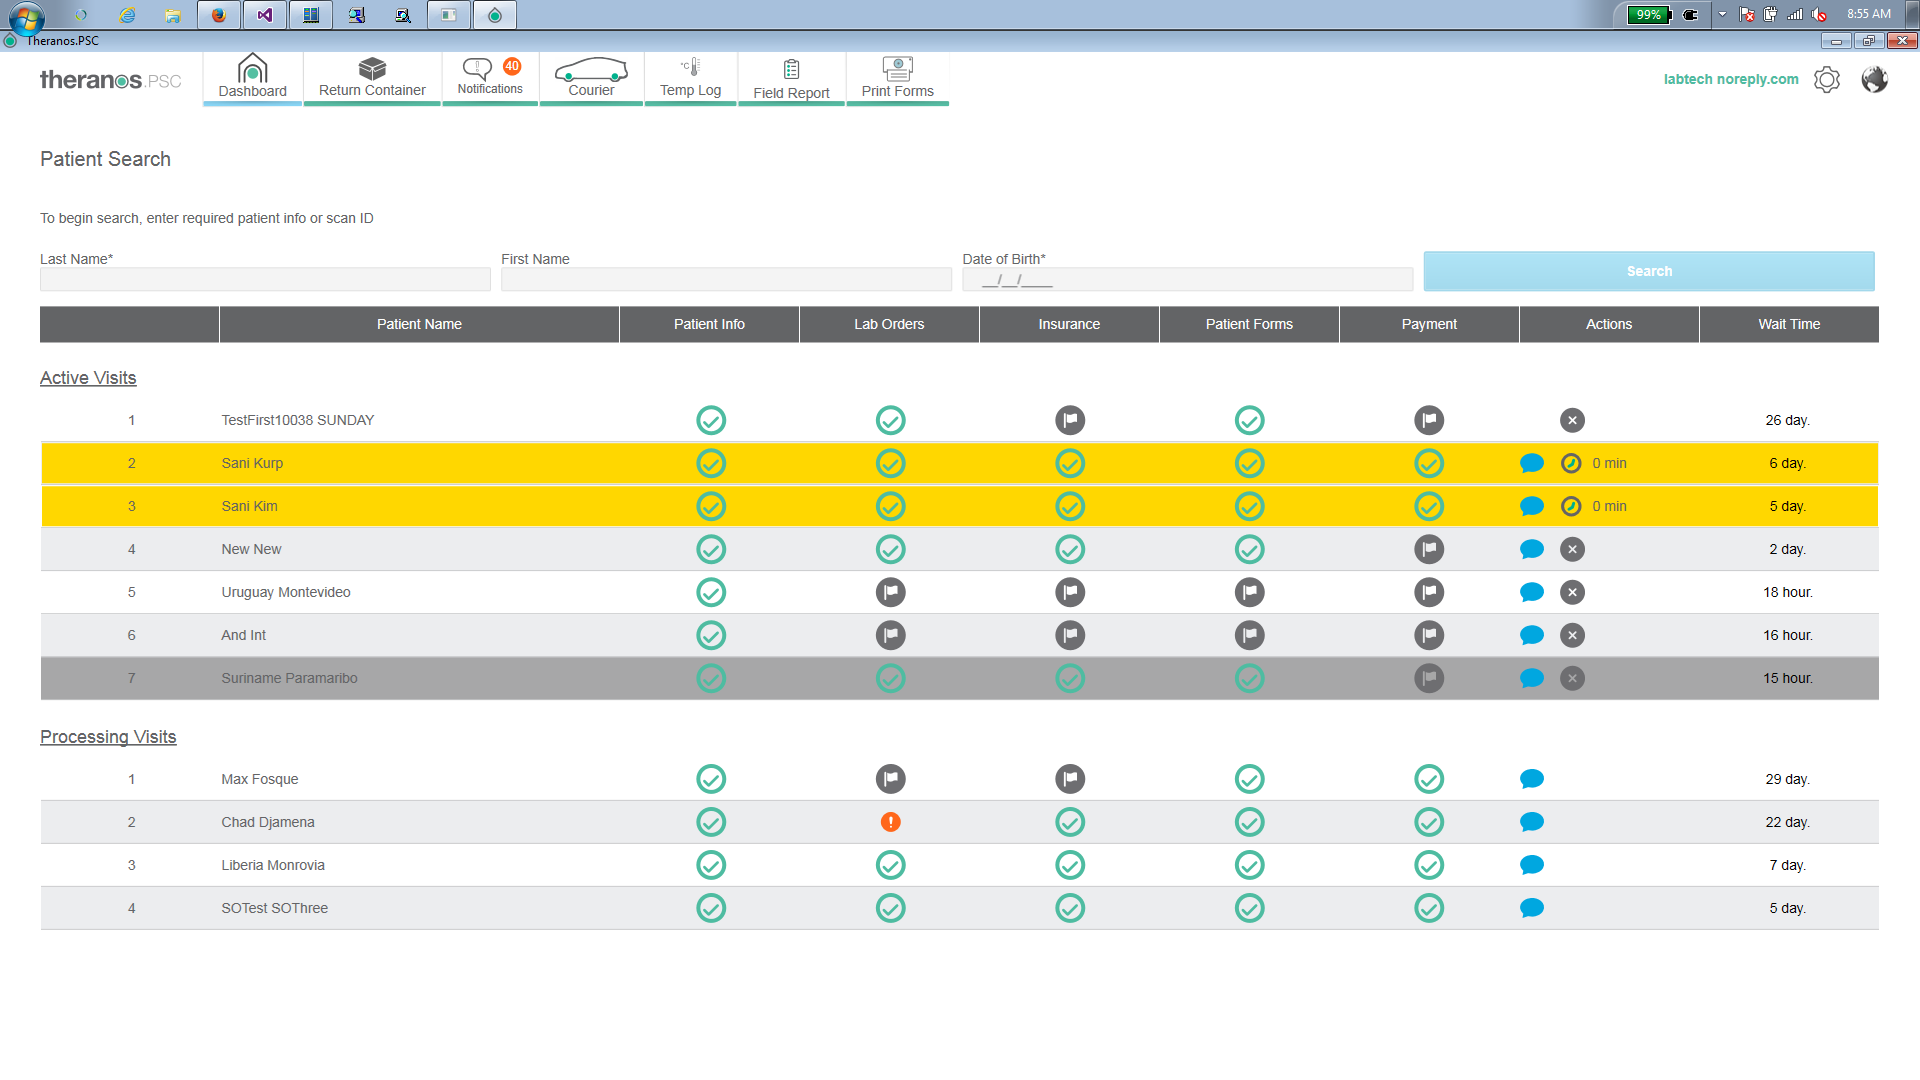 99%
8:55 AM
Theranos.PSC
theranos.PSC
Dashboard
Return Container
40
Notifications
Courier
°C
Temp Log
Field Report
Print Forms
labtech noreply.com
Patient Search
To begin search, enter required patient info or scan ID
Last Name*
First Name
Date of Birth*
__/__/____
Search
Patient Name Patient Info Lab Orders Insurance Patient Forms Payment Actions Wait Time
Active Visits
1 TestFirst10038 SUNDAY 26 day.
2 Sani Kurp 0 min 6 day.
3 Sani Kim 0 min 5 day.
4 New New 2 day.
5 Uruguay Montevideo 18 hour.
6 And Int 16 hour.
7 Suriname Paramaribo 15 hour.
Processing Visits
1 Max Fosque 29 day.
2 Chad Djamena 22 day.
3 Liberia Monrovia 7 day.
4 SOTest SOThree 5 day.